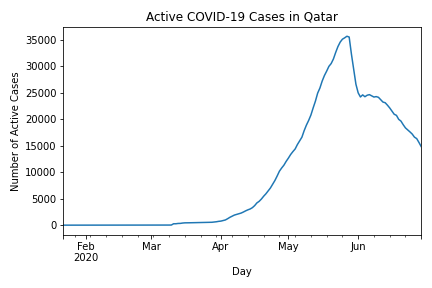 Active COVID-19 Cases in Qatar
Number of Active Cases
35000
30000
25000
20000
15000
10000
5000
0
Feb Mar Apr May Jun
2020
Day